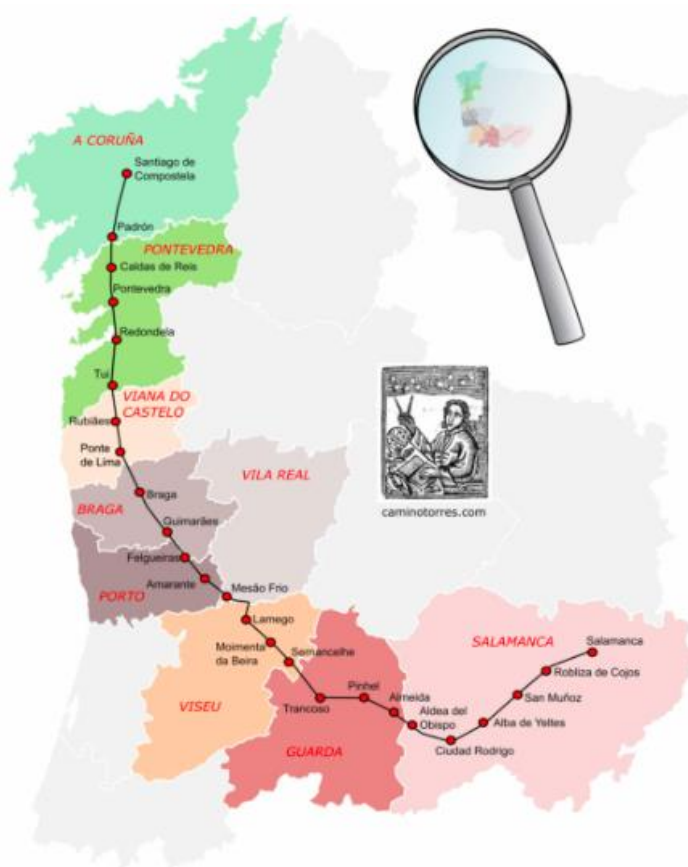 A CORUÑA
Santiago de
Compostela
Padrón
PONTEVEDRA
Caldas de Reis
Pontevedra
Redondela
Tui
VIANA DO
CASTELO
Rubiães
Ponte
de Lima
VILA REAL
Braga
BRAGA
Guimarães
Felgueiras
Amarante
PORTO
Mesão Frio
Lamego
Moimenta
da Beira
Sernancelhe
VISEU
Trancoso
Pinhel
Almeida
GUARDA
Aldea del
Obispo
Ciudad Rodrigo
Alba de Yeltes
San Muñoz
Robliza de Cojos
Salamanca
SALAMANCA
caminotorres.com